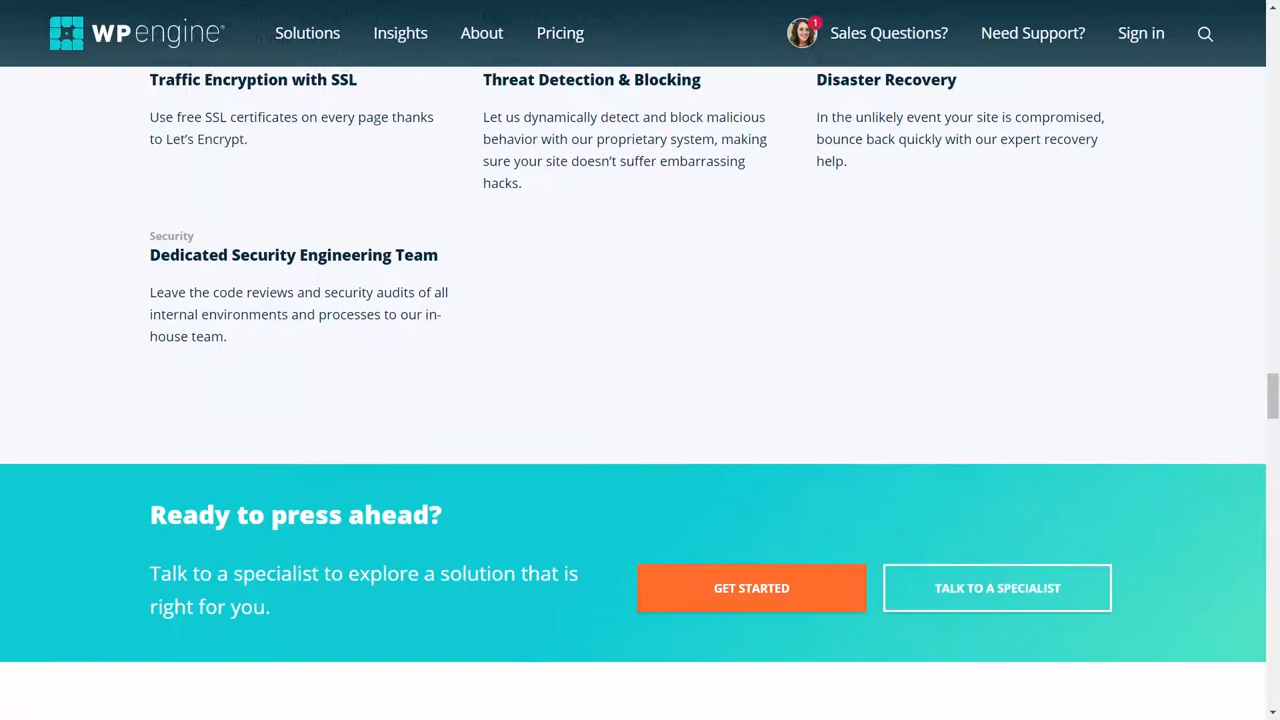 WP engine
Solutions
Insights
About
Pricing
1
Sales Questions?
Need Support?
Sign in
Traffic Encryption with SSL
Use free SSL certificates on every page thanks
to Let’s Encrypt.
Threat Detection & Blocking
Let us dynamically detect and block malicious
behavior with our proprietary system, making
sure your site doesn’t suffer embarrassing
hacks.
Disaster Recovery
In the unlikely event your site is compromised,
bounce back quickly with our expert recovery
help.
Security
Dedicated Security Engineering Team
Leave the code reviews and security audits of all
internal environments and processes to our in-
house team.
Ready to press ahead?
Talk to a specialist to explore a solution that is
right for you.
GET STARTED
TALK TO A SPECIALIST